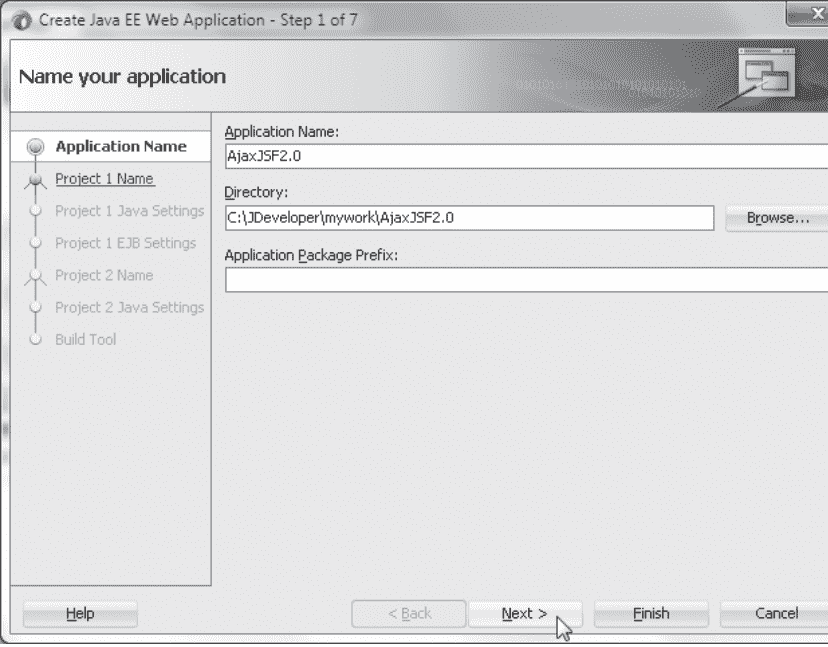 Create Java EE Web Application - Step 1 of 7
Name your application
Application Name
Project 1 Name
Project 1 Java Settings
Project 1 EJB Settings
Project 2 Name
Project 2 Java Settings
Build Tool
Application Name:
AjaxJSF2.0
Directory:
C:\JDeveloper\mywork\AjaxJSF2.0
Browse...
Application Package Prefix:
Help
< Back
Next >
Finish
Cancel